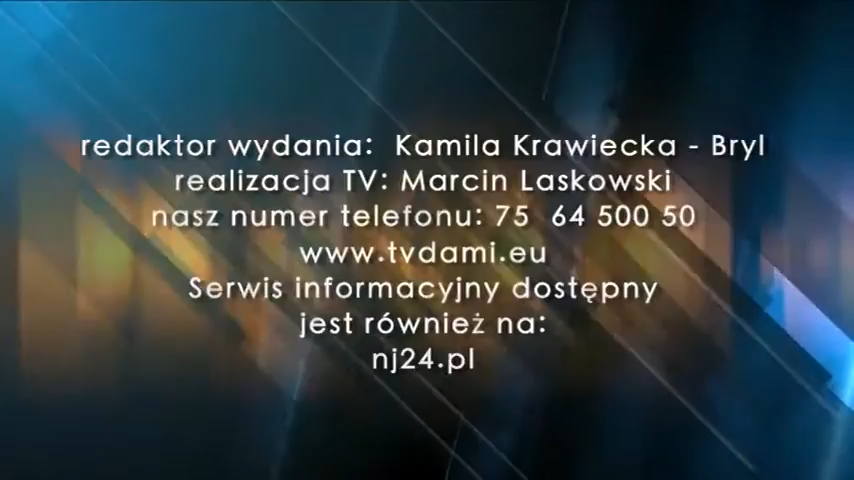 redaktor wydania: Kamila Krawiecka - Bryl
realizacja TV: Marcin Laskowski
nasz numer telefonu: 75 64 500 50
www.tvdami.eu
Serwis informacyjny dostępny
jest również na:
nj24.pl